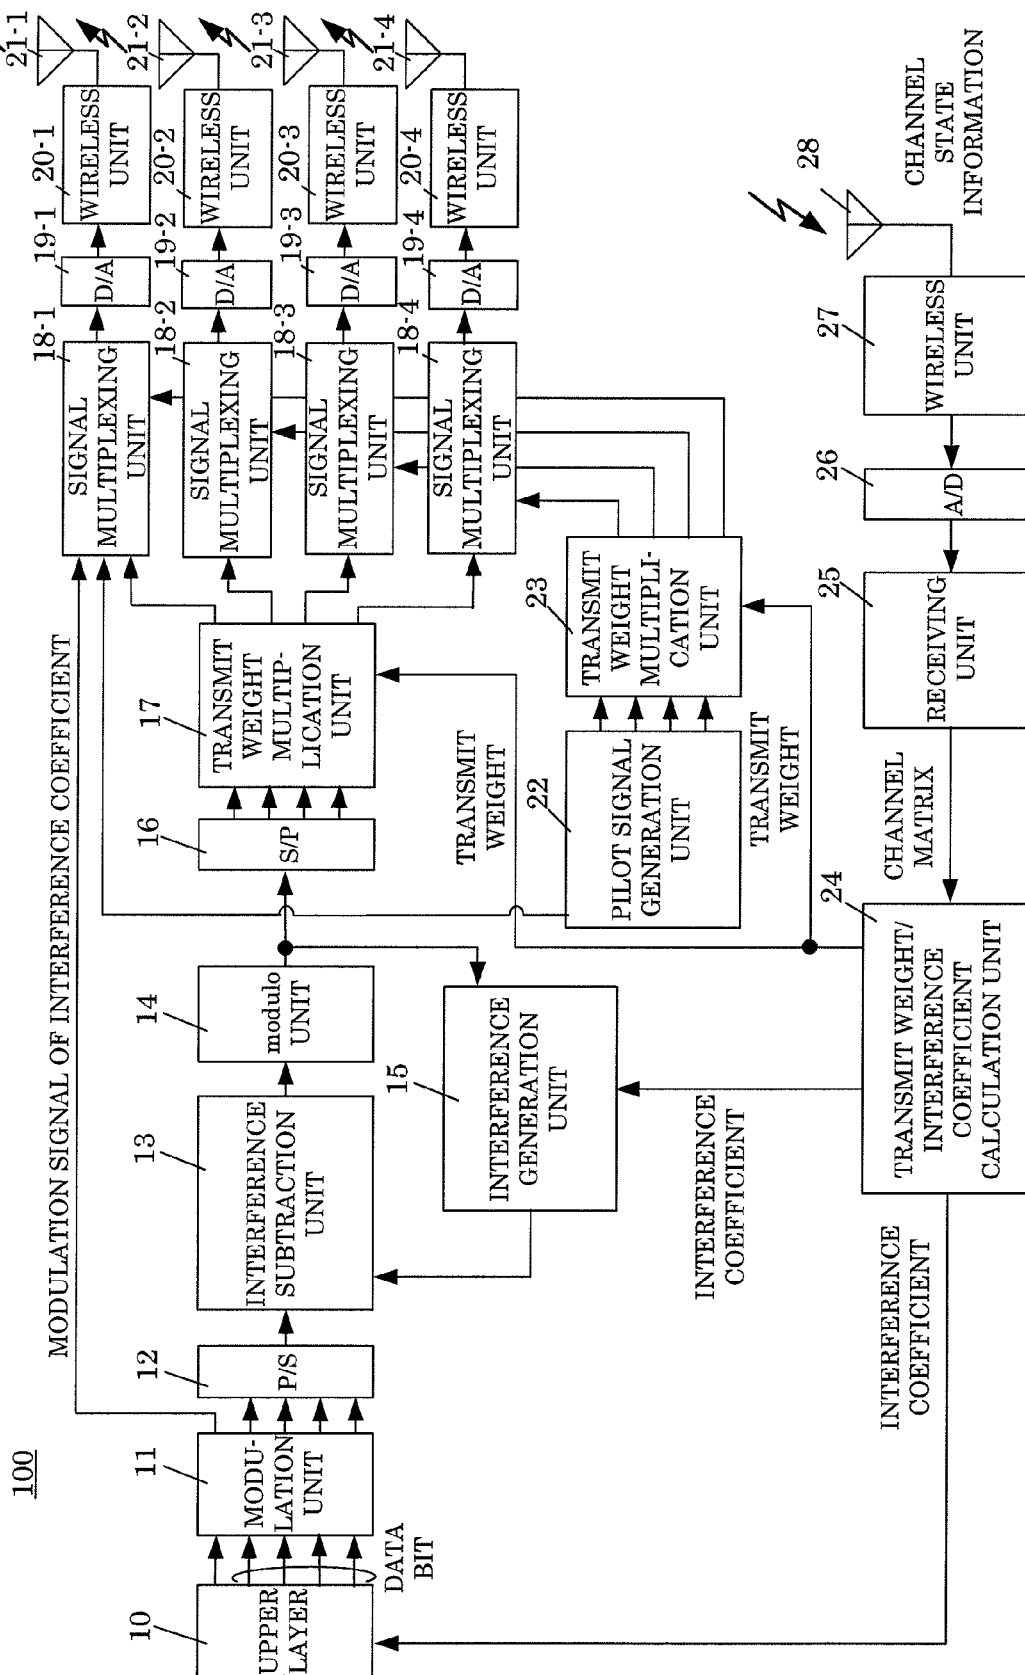 100
10
UPPER
LAYER
DATA
BIT
11
MODU-
LATION
UNIT
MODULATION SIGNAL OF INTERFERENCE COEFFICIENT
12
P/S
13
INTERFERENCE
SUBTRACTION
UNIT
14
modulo
UNIT
15
INTERFERENCE
GENERATION
UNIT
16
S/P
17
TRANSMIT
WEIGHT
MULTIP-
LICATION
UNIT
TRANSMIT
WEIGHT
18-1
SIGNAL
MULTIPLEXING
UNIT
18-2
SIGNAL
MULTIPLEXING
UNIT
18-3
SIGNAL
MULTIPLEXING
UNIT
18-4
SIGNAL
MULTIPLEXING
UNIT
19-1
D/A
19-2
D/A
19-3
D/A
19-4
D/A
20-1
WIRELESS
UNIT
20-2
WIRELESS
UNIT
20-3
WIRELESS
UNIT
20-4
WIRELESS
UNIT
21-1
21-2
21-3
21-4
22
PILOT SIGNAL
GENERATION
UNIT
23
TRANSMIT
WEIGHT
MULTIPLI-
CATION
UNIT
TRANSMIT
WEIGHT
24
TRANSMIT WEIGHT/
INTERFERENCE
COEFFICIENT
CALCULATION UNIT
INTERFERENCE
COEFFICIENT
INTERFERENCE
COEFFICIENT
CHANNEL
MATRIX
25
RECEIVING
UNIT
26
A/D
27
WIRELESS
UNIT
28
CHANNEL
STATE
INFORMATION